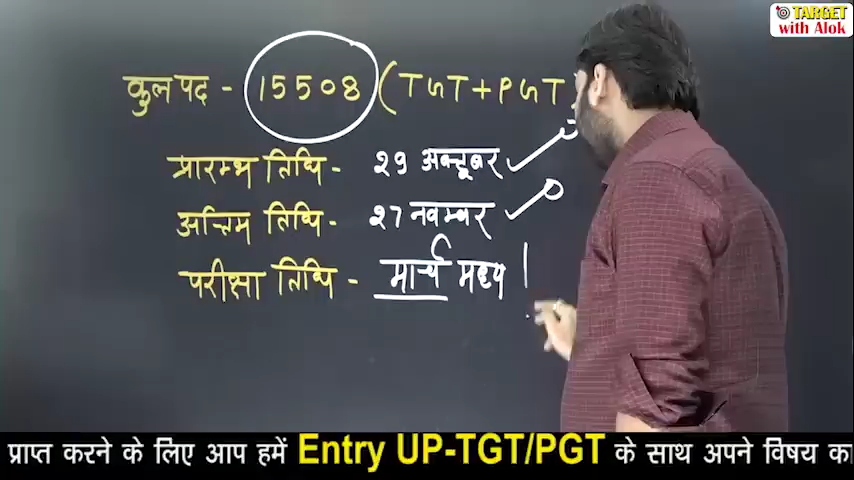 TARGET
with Alok
कुल पद - 15508 (TGT+PGT)
प्रारम्भ तिथि - 29 अक्टूबर
अन्तिम तिथि - 27 नवम्बर
परीक्षा तिथि - मार्च मध्य
प्राप्त करने के लिए आप हमें Entry UP-TGT/PGT के साथ अपने विषय का